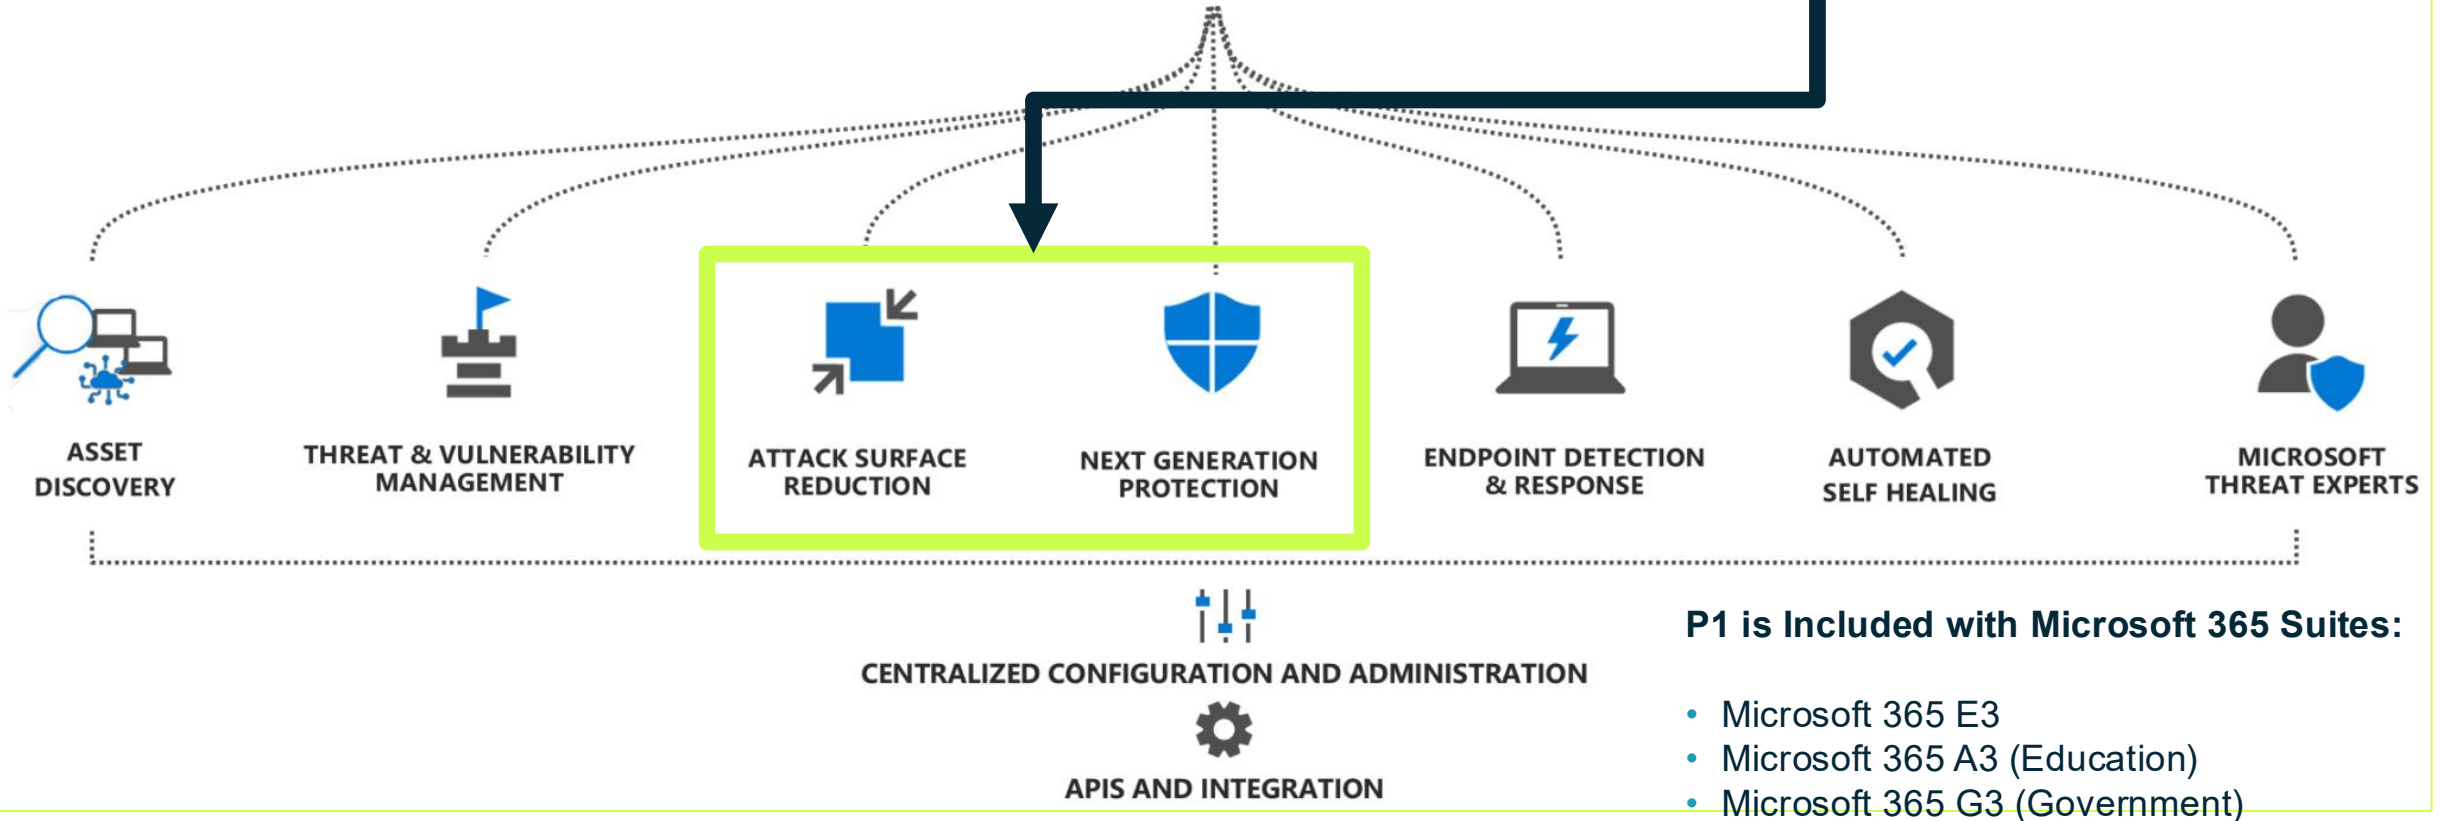 ASSET
DISCOVERY
THREAT & VULNERABILITY
MANAGEMENT
ATTACK SURFACE
REDUCTION
NEXT GENERATION
PROTECTION
ENDPOINT DETECTION
& RESPONSE
AUTOMATED
SELF HEALING
MICROSOFT
THREAT EXPERTS
CENTRALIZED CONFIGURATION AND ADMINISTRATION
APIS AND INTEGRATION
P1 is Included with Microsoft 365 Suites:
• Microsoft 365 E3
• Microsoft 365 A3 (Education)
• Microsoft 365 G3 (Government)